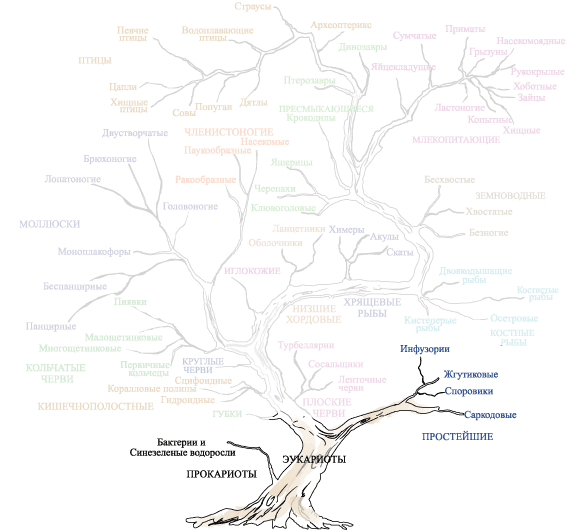 Страусы
Археоптерикс
Певчие
птицы
Водоплавающие
птицы
Динозавры
Сумчатые
Приматы
Насекомоядные
Грызуны
ПТИЦЫ
Яйцекладущие
Рукокрылые
Птерозавры
Хоботные
Цапли
Зайцы
Хищные
птицы
Совы
Попугаи
Дятлы
ПРЕСМЫКАЮЩИЕСЯ
Крокодилы
Ластоногие
Копытные
Хищные
Двустворчатые
ЧЛЕНИСТОНОГИЕ
Насекомые
МЛЕКОПИТАЮЩИЕ
Паукообразные
Брюхоногие
Ящерицы
Лопатоногие
Ракообразные
Черепахи
Бесхвостые
ЗЕМНОВОДНЫЕ
Головоногие
Клювоголовые
Хвостатые
МОЛЛЮСКИ
Ланцетники
Химеры
Безногие
Оболочники
Акулы
Моноплакофоры
Скаты
ИГЛОКОЖИЕ
Двоякодышащие
рыбы
Беспанцирные
Костистые
рыбы
Пиявки
НИЗШИЕ
ХОРДОВЫЕ
ХРЯЩЕВЫЕ
РЫБЫ
Панцирные
Кистеперые
рыбы
Осетровые
Малощетинковые
КОСТНЫЕ
РЫБЫ
Многощетинковые
Турбеллярии
Инфузории
КОЛЬЧАТЫЕ
ЧЕРВИ
Первичные
кольчецы
КРУГЛЫЕ
ЧЕРВИ
Сосальщики
Жгутиковые
Сцифоидные
Ленточные
черви
Коралловые полипы
Споровики
КИШЕЧНОПОЛОСТНЫЕ
Гидроидные
ГУБКИ
ПЛОСКИЕ
ЧЕРВИ
Саркодовые
ПРОСТЕЙШИЕ
Бактерии и
Синезеленые водоросли
ЭУКАРИОТЫ
ПРОКАРИОТЫ